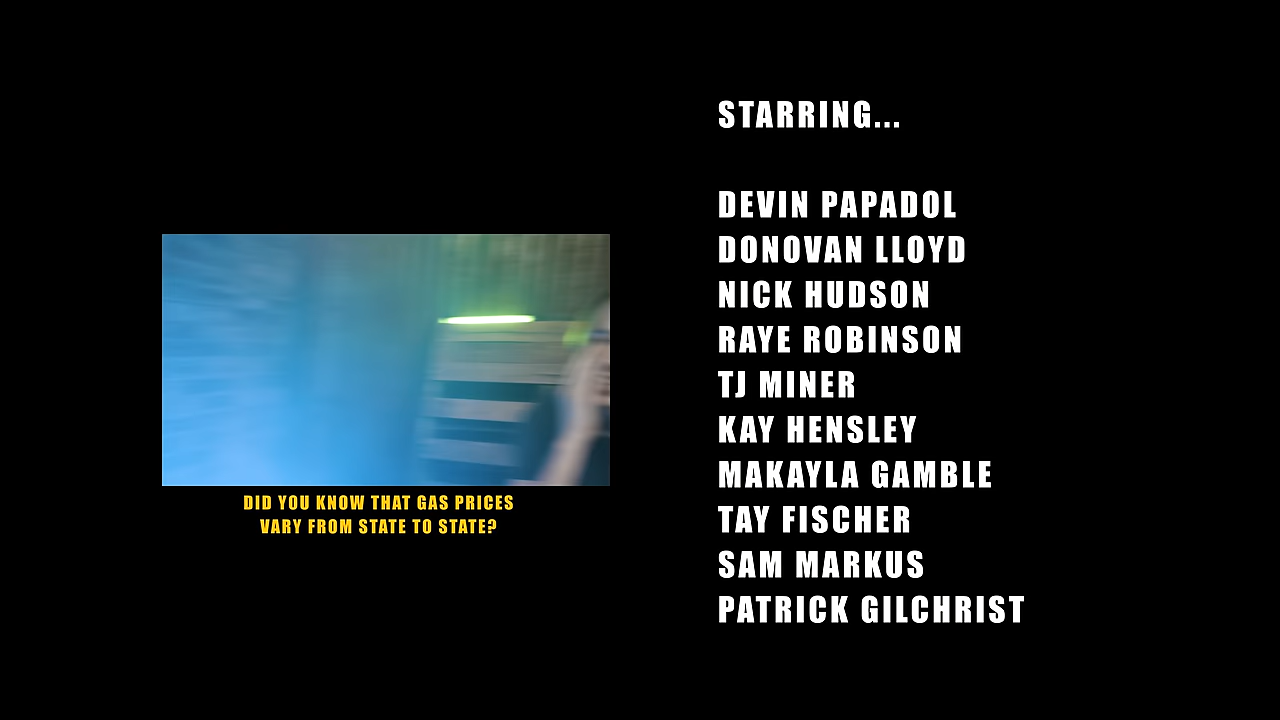 STARRING...
DEVIN PAPADOL
DONOVAN LLOYD
NICK HUDSON
RAYE ROBINSON
TJ MINER
KAY HENSLEY
MAKAYLA GAMBLE
TAY FISCHER
SAM MARKUS
PATRICK GILCHRIST
DID YOU KNOW THAT GAS PRICES
VARY FROM STATE TO STATE?